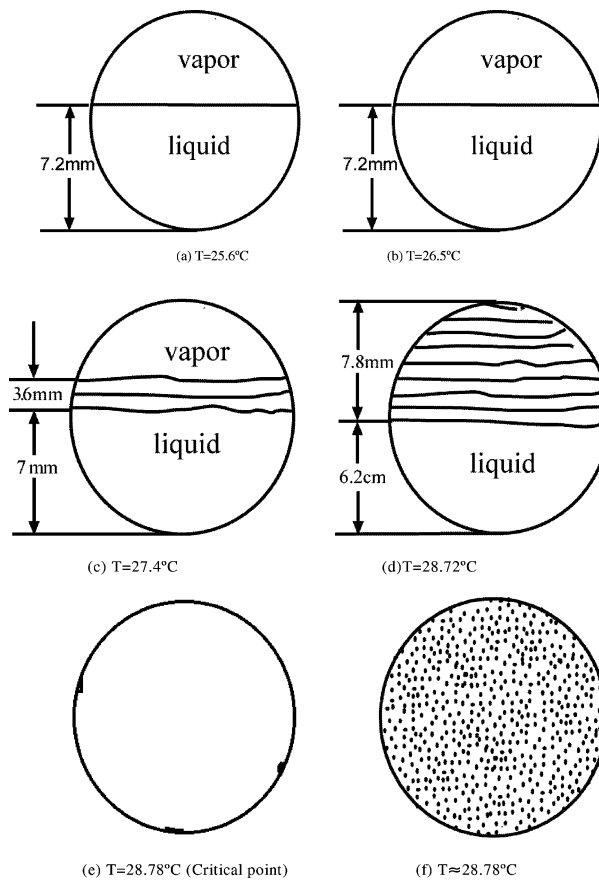 vapor
vapor
liquid
liquid
7.2mm
7.2mm
(a) T=25.6ºC
(b) T=26.5ºC
vapor
3.6mm
7.8mm
liquid
7 mm
liquid
6.2cm
(c) T=27.4ºC
(d)T=28.72ºC
(e) T=28.78ºC (Critical point)
(f) T≈28.78ºC